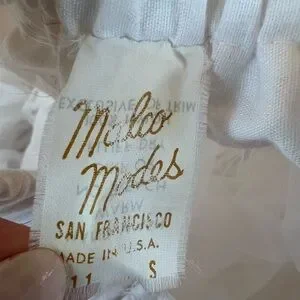 Malco
Modes
SAN FRANCISCO
MADE IN U.S.A.
11 S